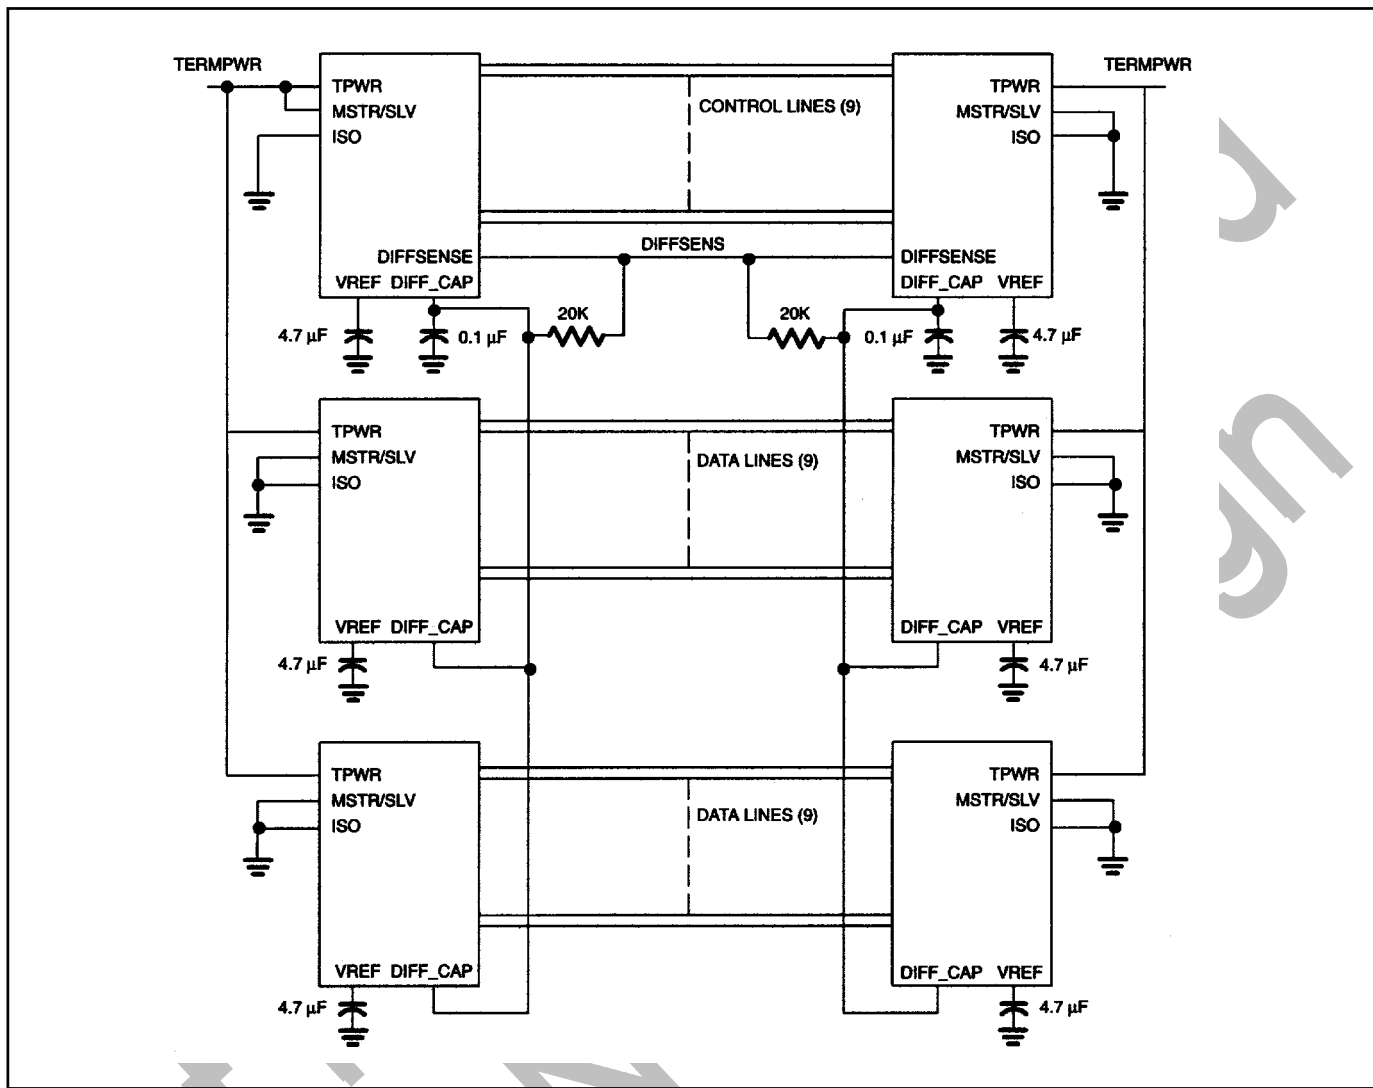 TERMPWR
TERMPWR
TPWR
MSTR/SLV
ISO
CONTROL LINES (9)
TPWR
MSTR/SLV
ISO
DIFFSENSE
DIFFSENS
DIFFSENSE
VREF DIFF_CAP
DIFF_CAP VREF
4.7 µF
0.1 µF
20K
20K
0.1 µF
4.7 µF
TPWR
MSTR/SLV
ISO
DATA LINES (9)
TPWR
MSTR/SLV
ISO
VREF DIFF_CAP
DIFF_CAP VREF
4.7 µF
4.7 µF
TPWR
MSTR/SLV
ISO
DATA LINES (9)
TPWR
MSTR/SLV
ISO
VREF DIFF_CAP
DIFF_CAP VREF
4.7 µF
4.7 µF